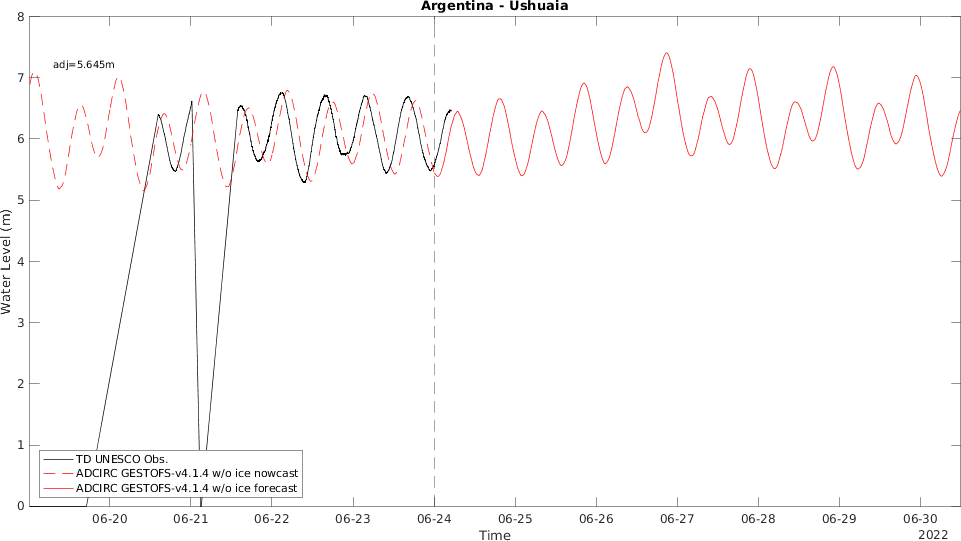 Argentina - Ushuaia
adj=5.645m
Water Level (m)
8
7
6
5
4
3
2
1
0
TD UNESCO Obs.
ADCIRC GESTOFS-v4.1.4 w/o ice nowcast
ADCIRC GESTOFS-v4.1.4 w/o ice forecast
06-20 06-21 06-22 06-23 06-24 06-25 06-26 06-27 06-28 06-29 06-30
Time
2022